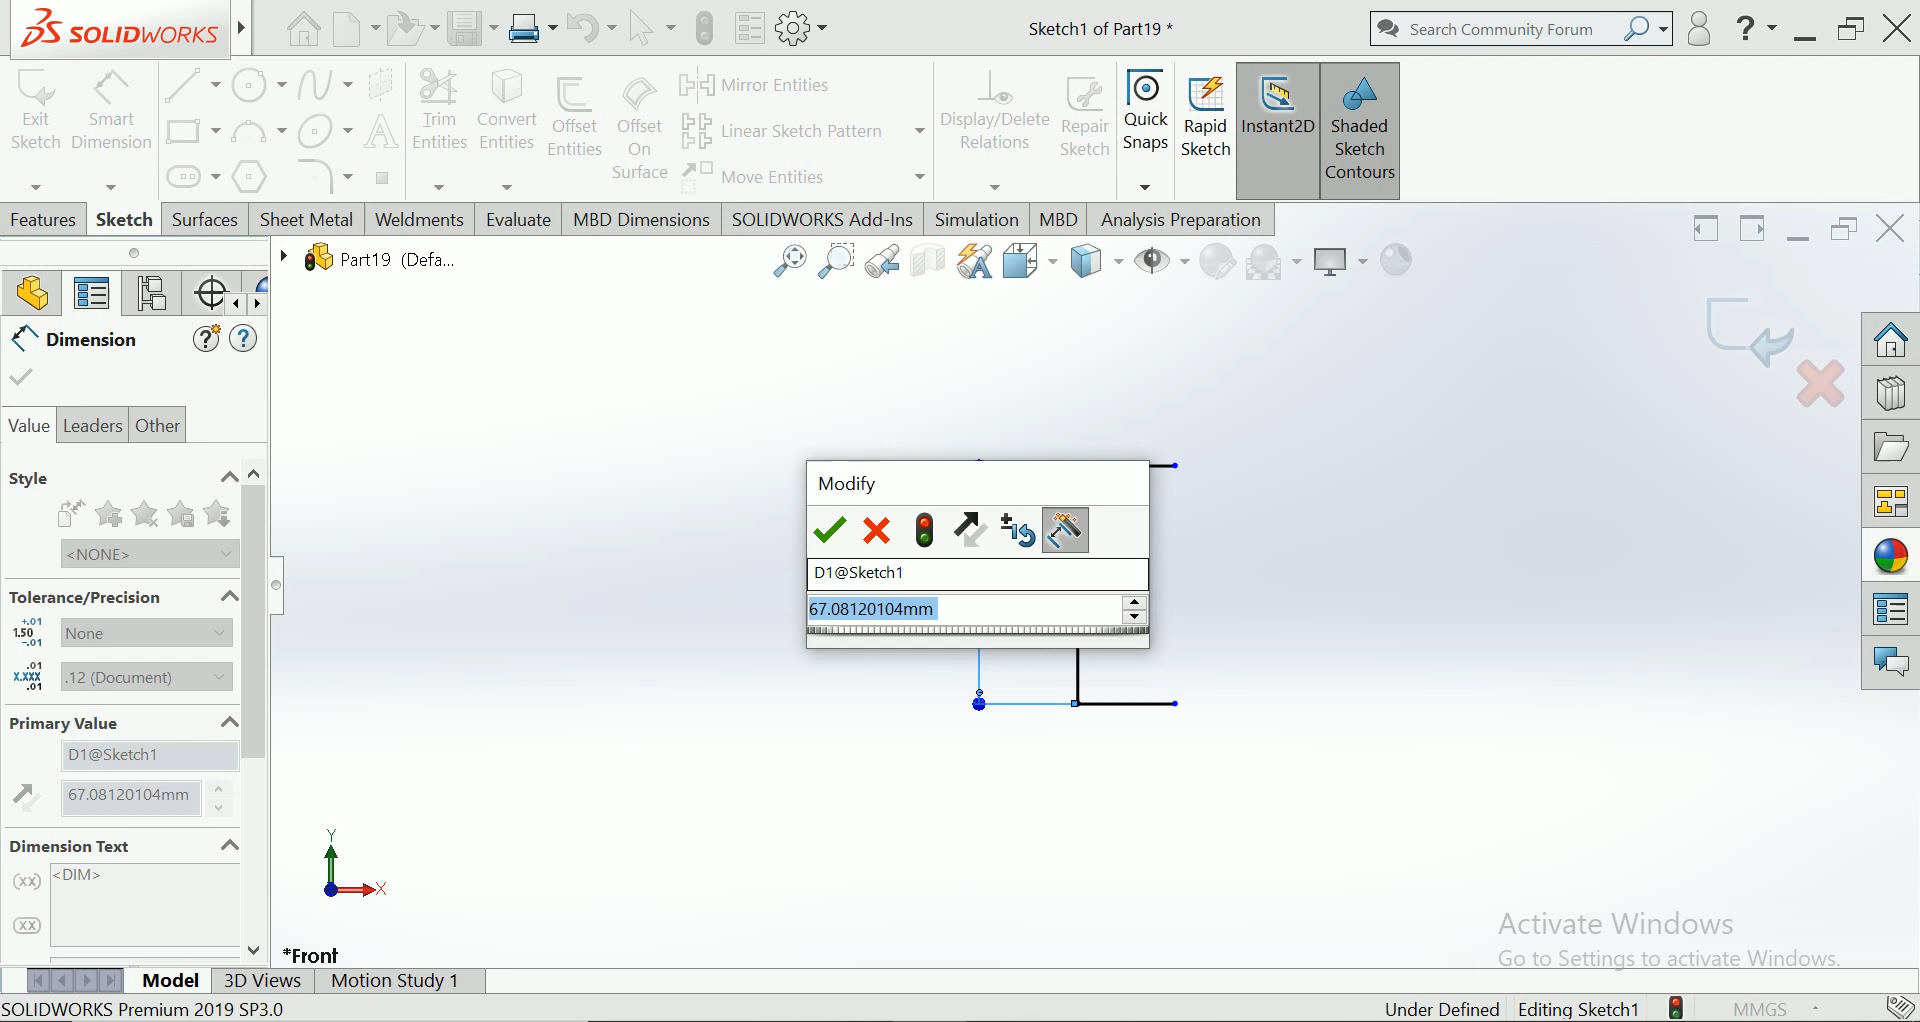 SOLIDWORKS
Sketch1 of Part19 *
Search Community Forum
?
Exit
Sketch
Smart
Dimension
Trim
Entities
Convert
Entities
Offset
Entities
Offset
On
Surface
Mirror Entities
Linear Sketch Pattern
Move Entities
Display/Delete
Relations
Repair
Sketch
Quick
Snaps
Rapid
Sketch
Instant2D
Shaded
Sketch
Contours
Features Sketch Surfaces Sheet Metal Weldments Evaluate MBD Dimensions SOLIDWORKS Add-Ins Simulation MBD Analysis Preparation
Part19 (Defa...
Dimension
? ?
Value Leaders Other
Style
<NONE>
Tolerance/Precision
+.01
1.50
-.01
None
.01
X.XXX
.01
.12 (Document)
Primary Value
D1@Sketch1
67.08120104mm
Dimension Text
(xx)
<DIM>
(xx)
Modify
D1@Sketch1
67.08120104mm
Y
X
*Front
Activate Windows
Go to Settings to activate Windows.
Model 3D Views Motion Study 1
SOLIDWORKS Premium 2019 SP3.0
Under Defined Editing Sketch1 MMGS